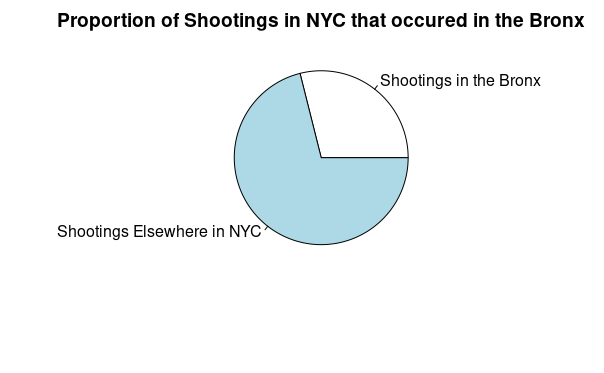 Proportion of Shootings in NYC that occured in the Bronx
Shootings in the Bronx
Shootings Elsewhere in NYC